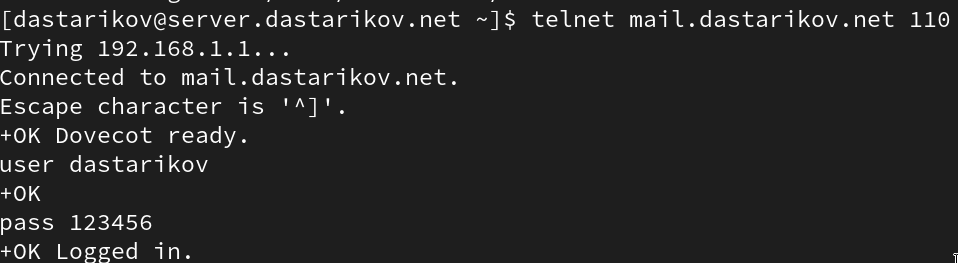 [dastarikov@server.dastarikov.net ~]$ telnet mail.dastarikov.net 110
Trying 192.168.1.1...
Connected to mail.dastarikov.net.
Escape character is '^]'.
+OK Dovecot ready.
user dastarikov
+OK
pass 123456
+OK Logged in.